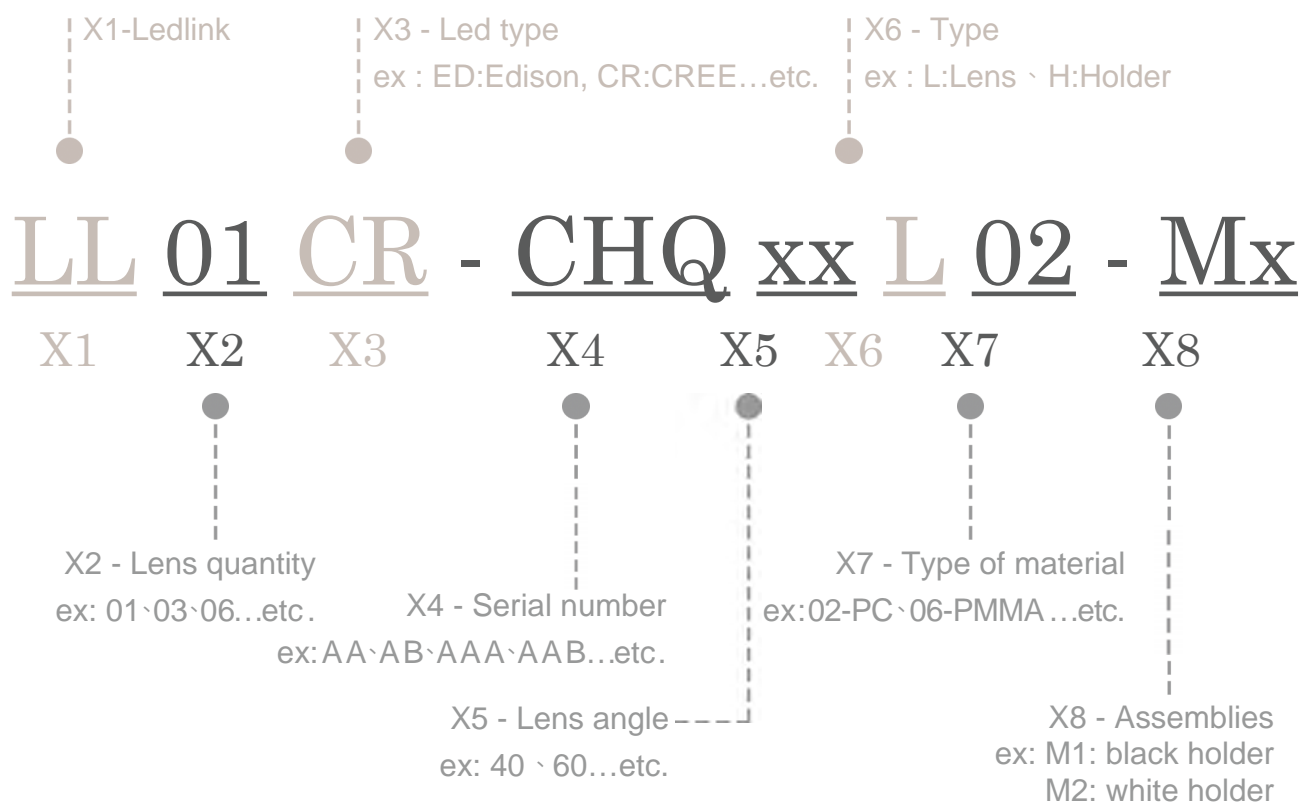 X1-Ledlink
X3 - Led type
ex : ED:Edison, CR:CREE…etc.
X6 - Type
ex : L:Lens、H:Holder
LL 01 CR - CHQ xx L 02 - Mx
X1 X2 X3 X4 X5 X6 X7 X8
X2 - Lens quantity
ex: 01、03、06…etc.
X4 - Serial number
ex:AA、AB、AAA、AAB…etc.
X5 - Lens angle
ex: 40 、60…etc.
X7 - Type of material
ex:02-PC、06-PMMA…etc.
X8 - Assemblies
ex: M1: black holder
M2: white holder